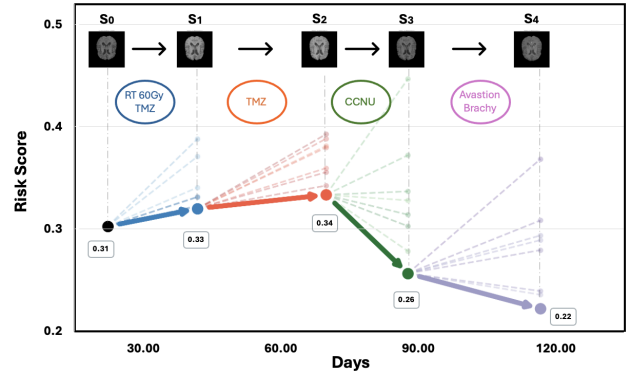 S0 S1 S2 S3 S4
0.5
RT 60Gy
TMZ
TMZ
CCNU
Avastion
Brachy
0.4
Risk Score
0.3
0.31
0.33
0.34
0.26
0.22
0.2
30.00 60.00 90.00 120.00
Days